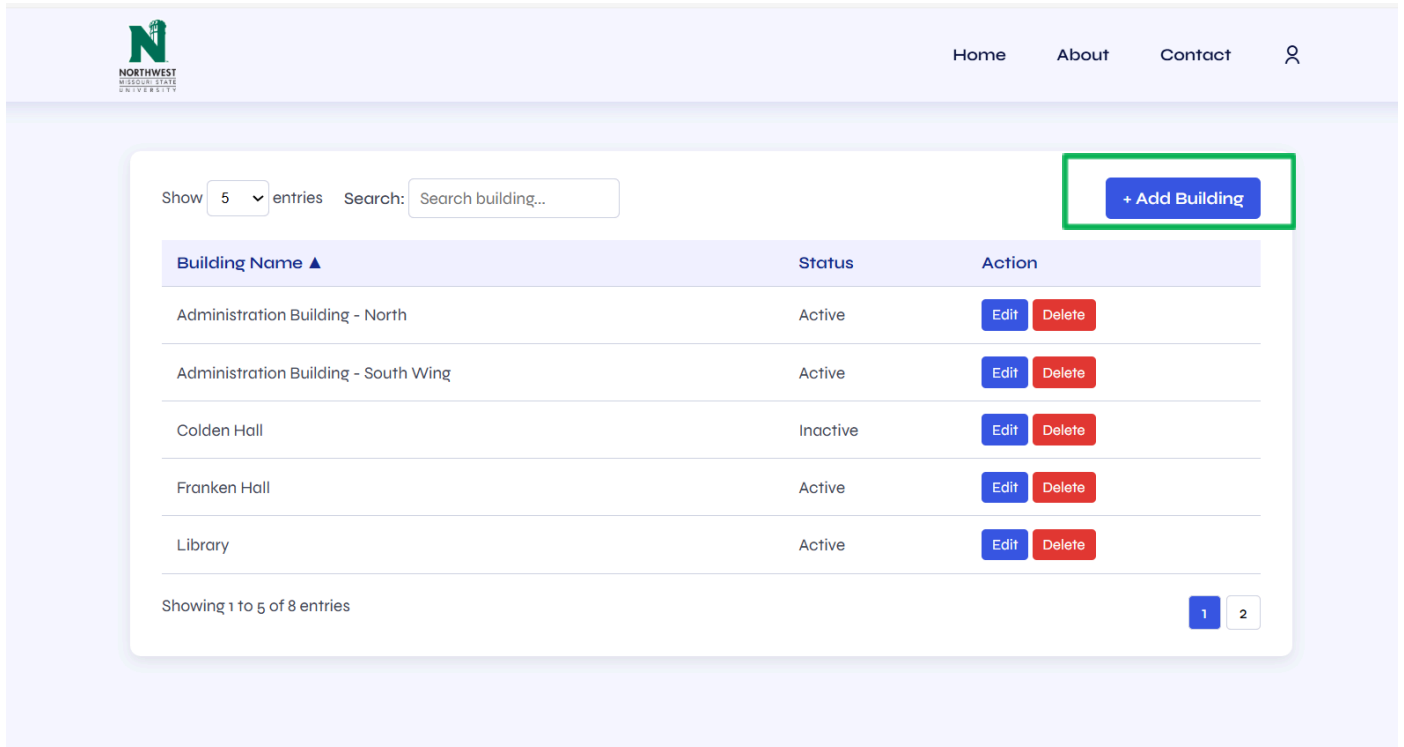 N
NORTHWEST
MISSOURI STATE
UNIVERSITY
Home About Contact
Show 5 entries Search: Search building...
+ Add Building
Building Name ▲ Status Action
Administration Building - North Active Edit Delete
Administration Building - South Wing Active Edit Delete
Colden Hall Inactive Edit Delete
Franken Hall Active Edit Delete
Library Active Edit Delete
Showing 1 to 5 of 8 entries
1 2